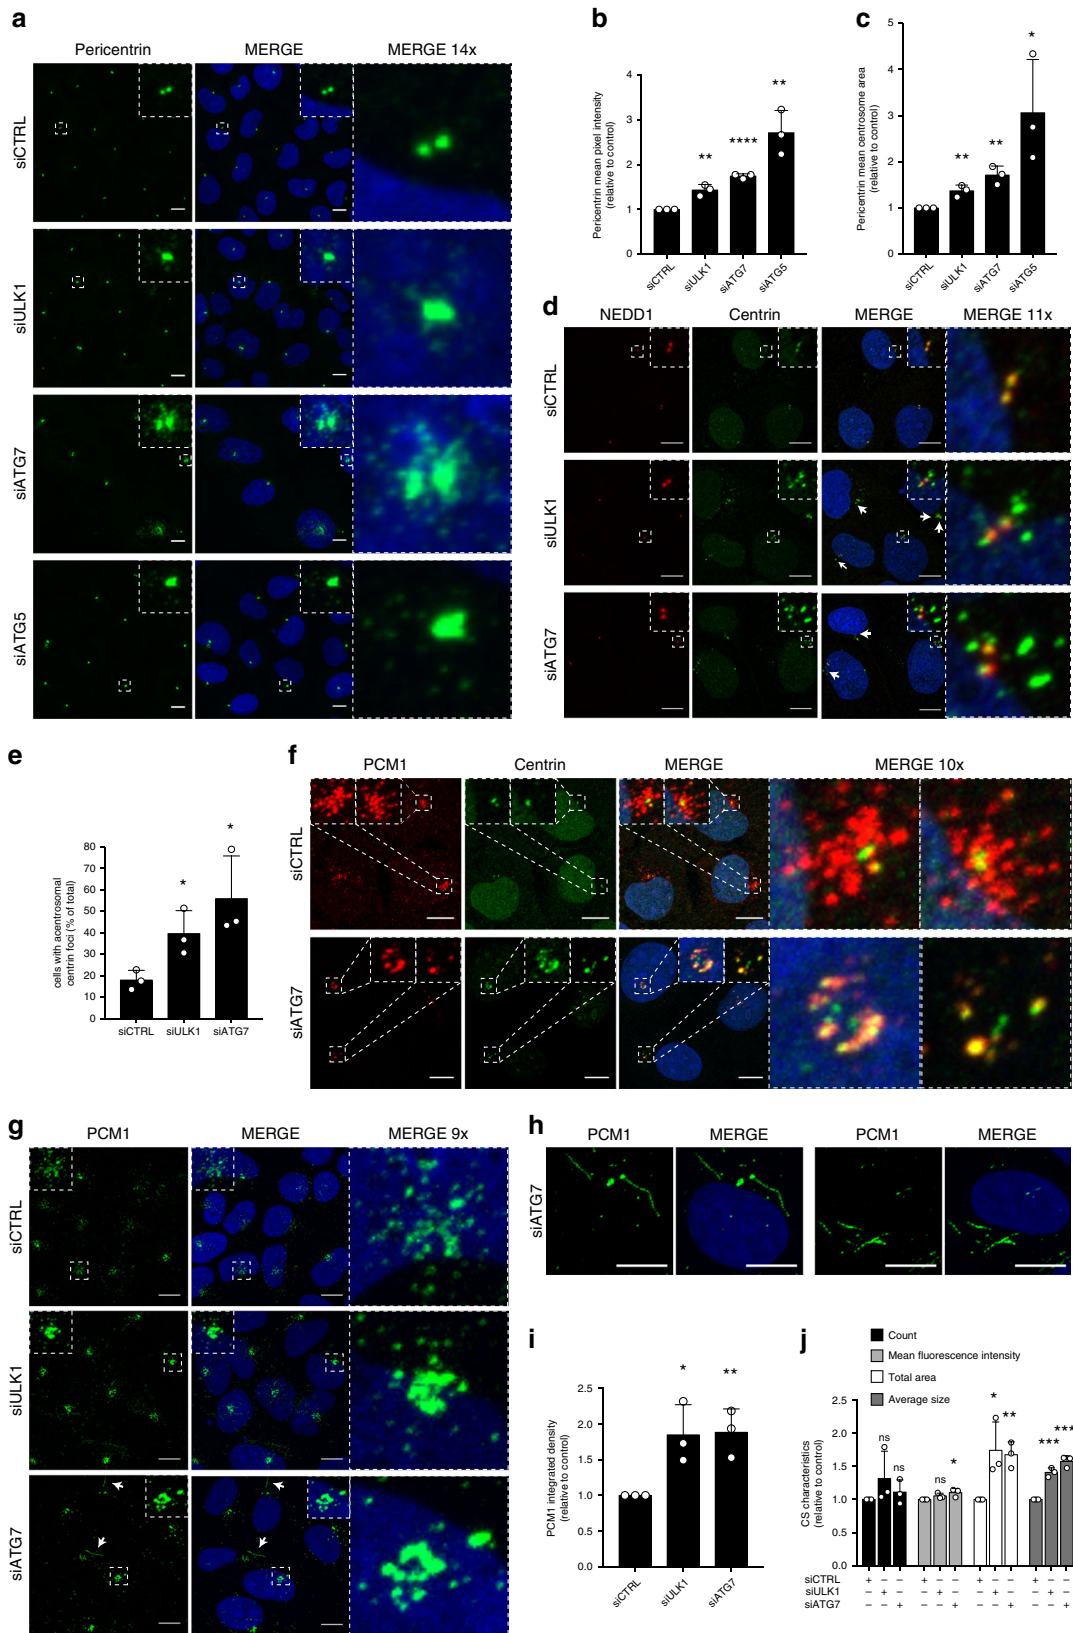 a
Pericentrin MERGE MERGE 14x
siCTRL
siULK1
siATG7
siATG5
b
Pericentrin mean pixel intensity
(relative to control)
4
3
2
1
0
** **** **
siCTRL siULK1 siATG7 siATG5
c
Pericentrin mean centrosome area
(relative to control)
5
4
3
2
1
0
** ** *
siCTRL siULK1 siATG7 siATG5
d
NEDD1 Centrin MERGE MERGE 11x
siCTRL
siULK1
siATG7
e
cells with acentrosomal
centrin foci (% of total)
80
70
60
50
40
30
20
10
0
* *
siCTRL siULK1 siATG7
f
PCM1 Centrin MERGE MERGE 10x
siCTRL
siATG7
g
PCM1 MERGE MERGE 9x
siCTRL
siULK1
siATG7
h
PCM1 MERGE PCM1 MERGE
siATG7
i
PCM1 integrated density
(relative to control)
2.5
2.0
1.5
1.0
0.5
0.0
* **
siCTRL siULK1 siATG7
j
Count
Mean fluorescence intensity
Total area
Average size
CS characteristics
(relative to control)
2.5
2.0
1.5
1.0
0.5
0.0
ns ns ns * * ** *** ***
siCTRL + – – + – – + – – + – –
siULK1 – + – – + – – + – – + –
siATG7 – – + – – + – – + – – +